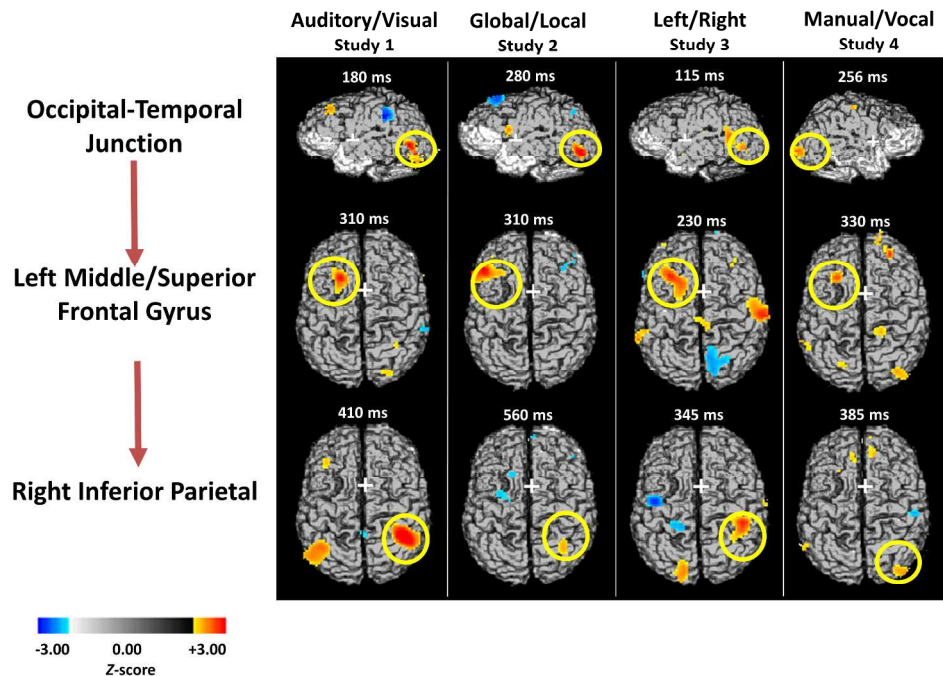 Auditory/Visual Global/Local Left/Right Manual/Vocal
Study 1 Study 2 Study 3 Study 4
180 ms 280 ms 115 ms 256 ms
Occipital-Temporal
Junction
310 ms 310 ms 230 ms 330 ms
Left Middle/Superior
Frontal Gyrus
410 ms 560 ms 345 ms 385 ms
Right Inferior Parietal
-3.00 0.00 +3.00
Z-score